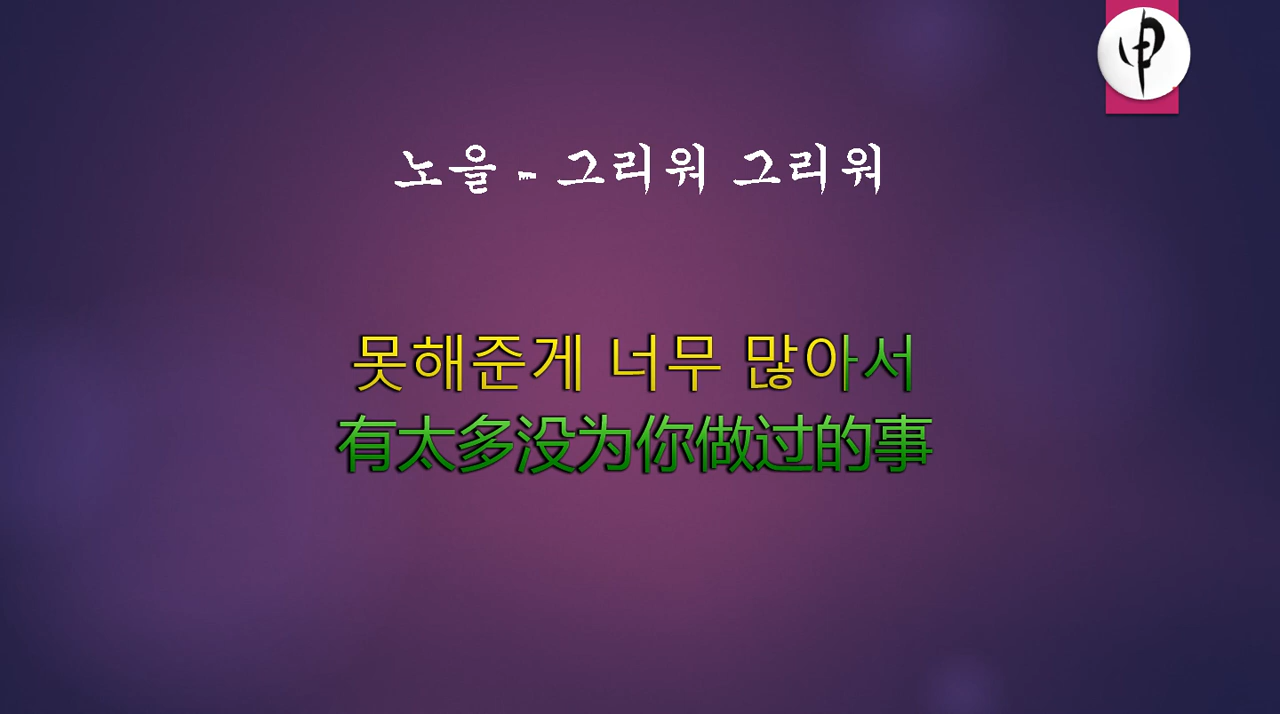 노을 - 그리워 그리워
못해준게 너무 많아서
有太多没为你做过的事